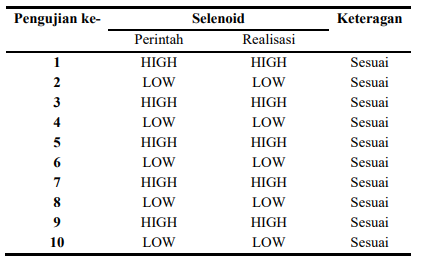 Pengujian ke- Selenoid Keteragan
Perintah Realisasi
1 HIGH HIGH Sesuai
2 LOW LOW Sesuai
3 HIGH HIGH Sesuai
4 LOW LOW Sesuai
5 HIGH HIGH Sesuai
6 LOW LOW Sesuai
7 HIGH HIGH Sesuai
8 LOW LOW Sesuai
9 HIGH HIGH Sesuai
10 LOW LOW Sesuai